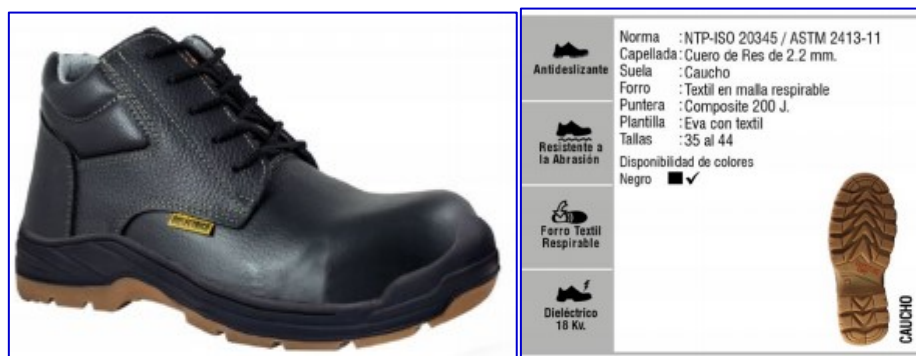 Antideslizante
Resistente a
la Abrasión
Forro Textil
Respirable
Dieléctrico
18 Kv.
Norma : NTP-ISO 20345 / ASTM 2413-11
Capellada : Cuero de Res de 2.2 mm.
Suela : Caucho
Forro : Textil en malla respirable
Puntera : Composite 200 J.
Plantilla : Eva con textil
Tallas : 35 al 44
Disponibilidad de colores
Negro ■ ✓
CAUCHO